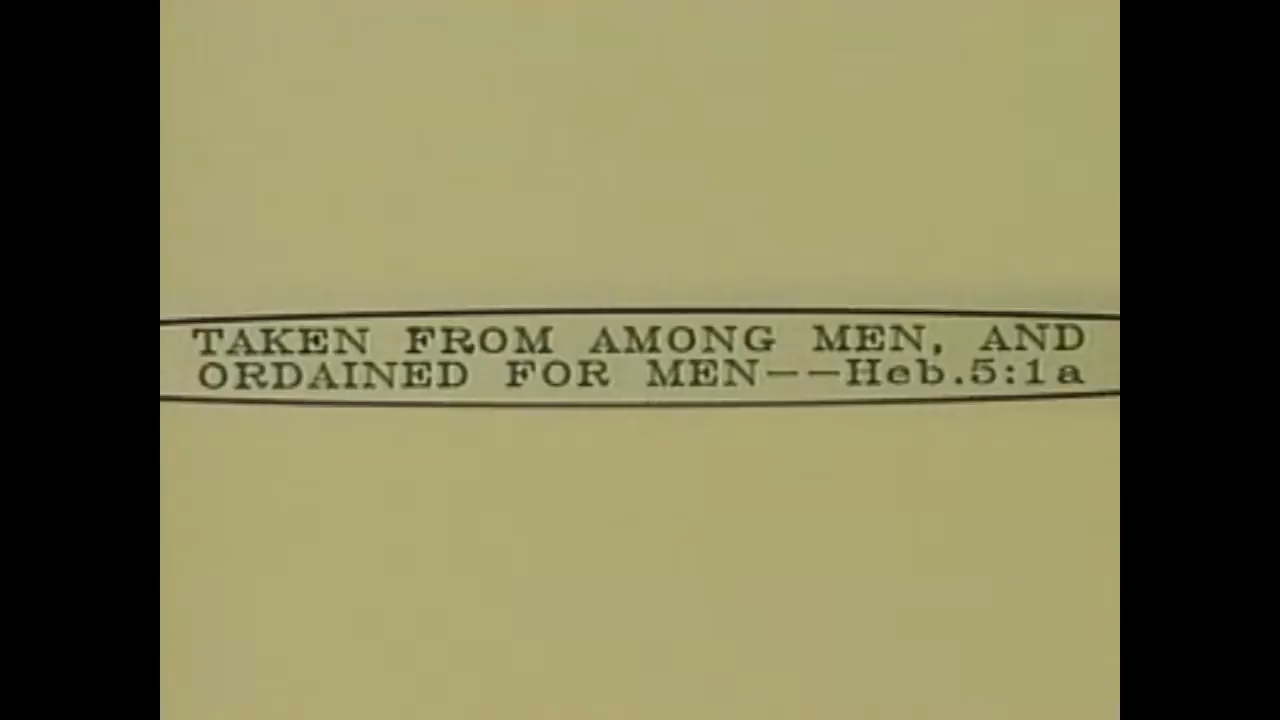 TAKEN FROM AMONG MEN, AND
ORDAINED FOR MEN--Heb.5:1a